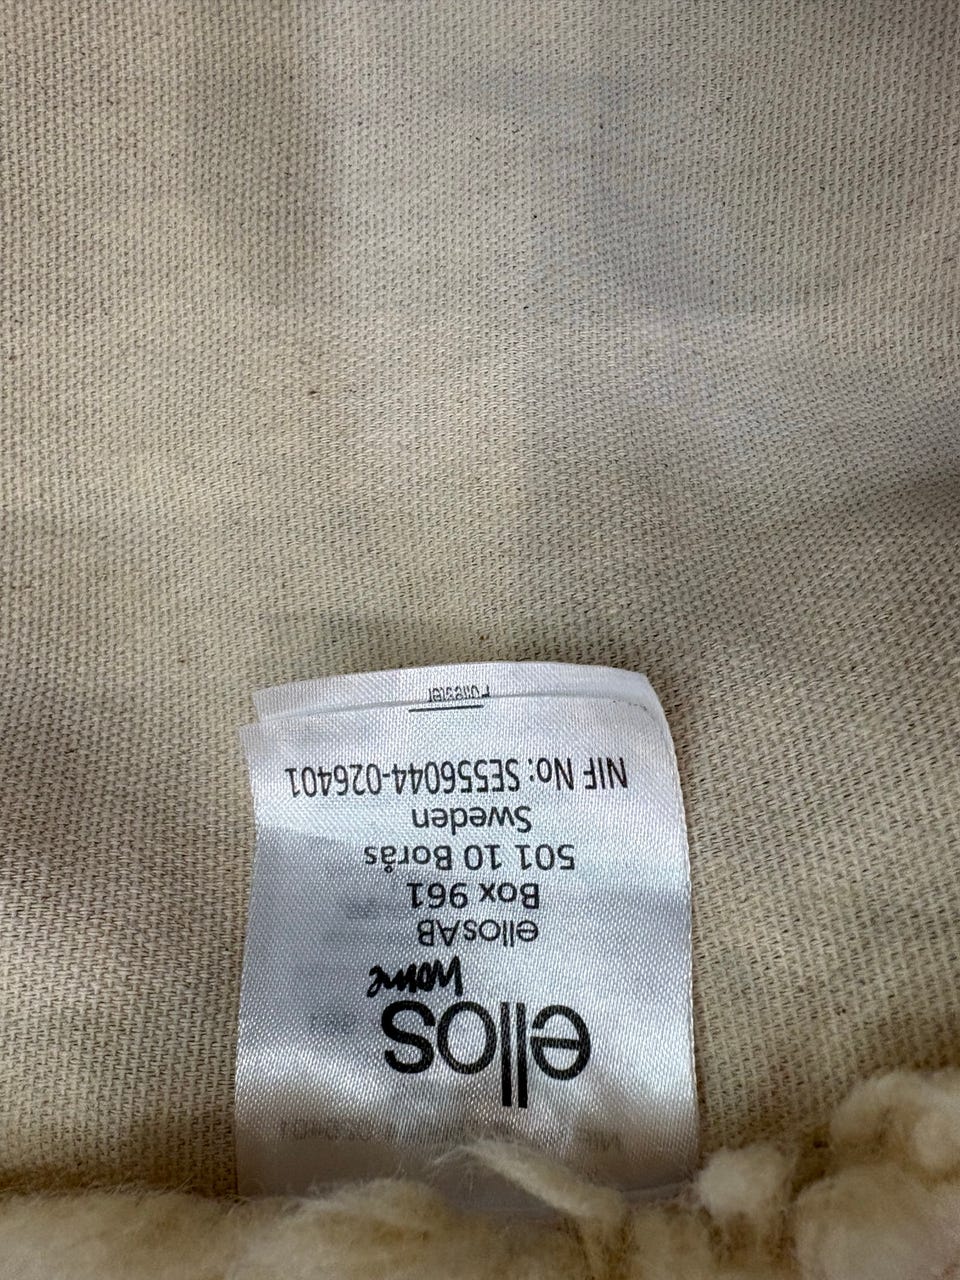 ellos
home
ellosAB
Box 961
501 10 Borås
Sweden
NIF No: SE556044-026401